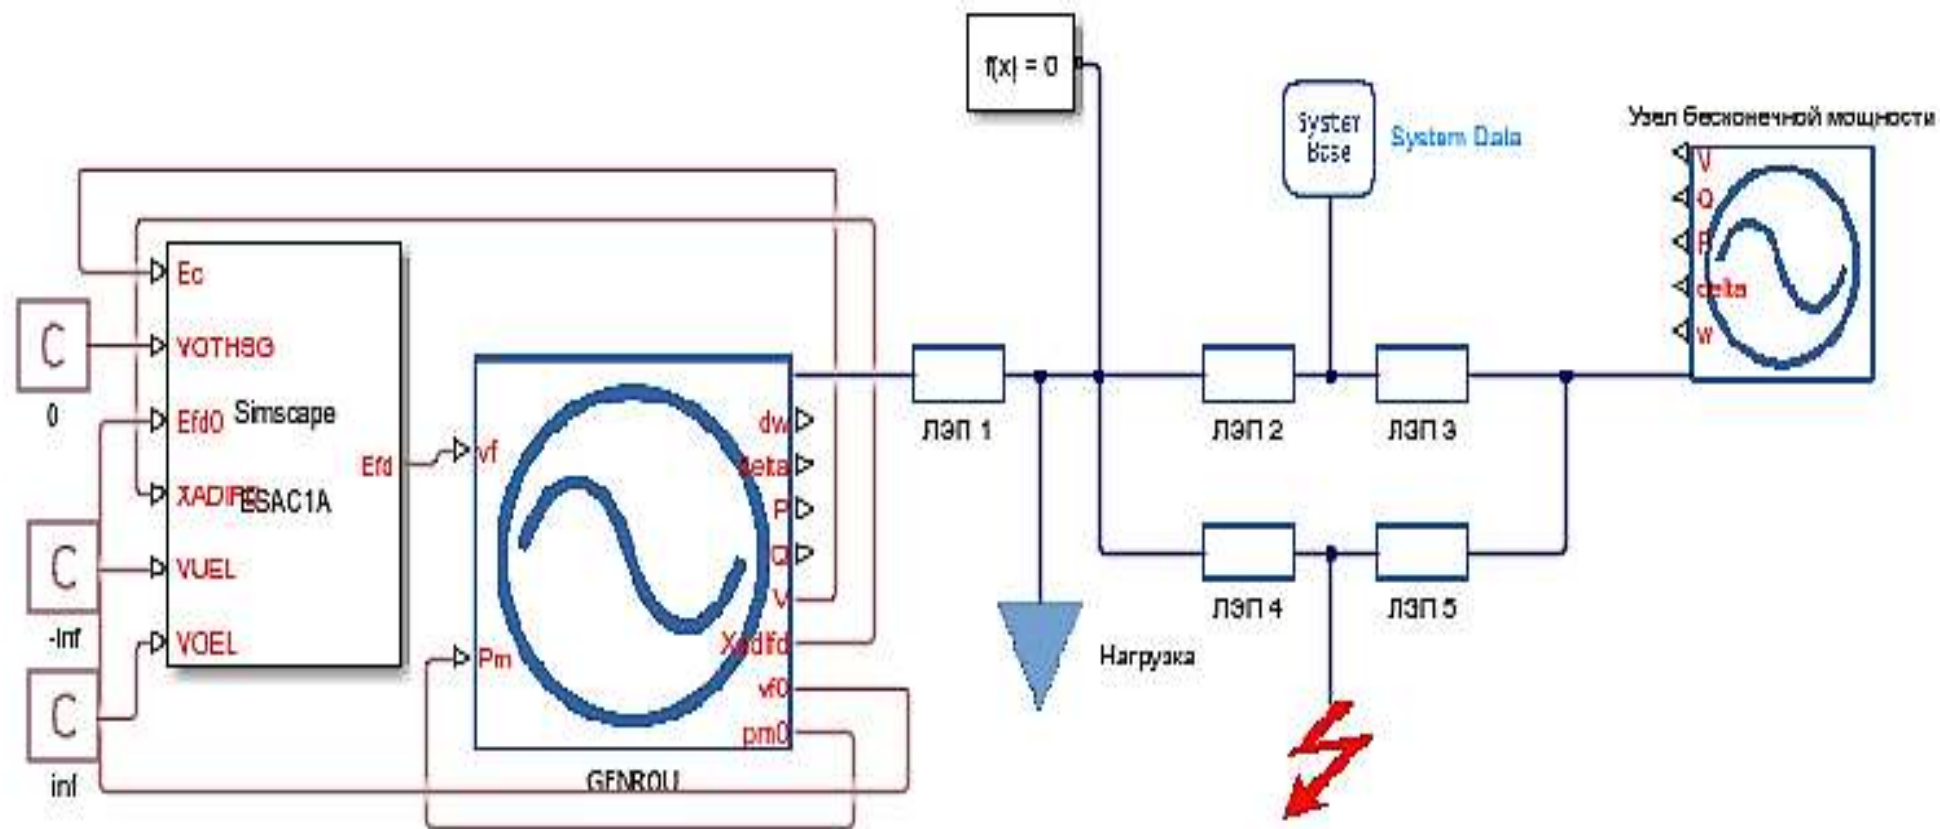 f(x) = 0
System
Base
System Data
Узел бесконечной мощности
V
Q
P
delta
w
C
0
C
-inf
C
inf
Ec
VOTHSG
Efd0
VUEL
VOEL
Simscape
ESAC1A
Efd
vf
Pm
dw
delta
P
Q
V
XadIfd
vf0
pm0
GENROU
ЛЭП 1
ЛЭП 2
ЛЭП 3
ЛЭП 4
ЛЭП 5
Нагрузка